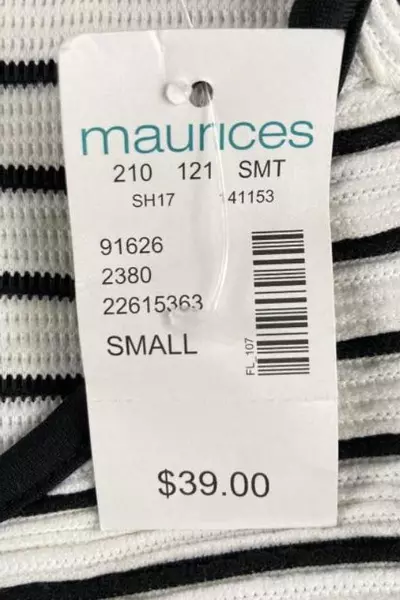 maurices
210 121 SMT
SH17 141153
91626
2380
22615363
SMALL
FL_107
$39.00